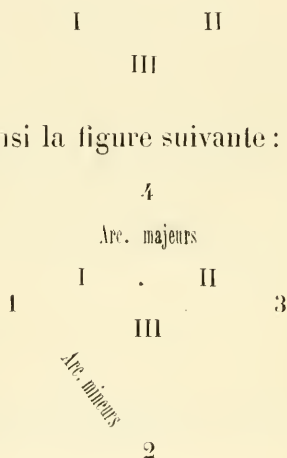 I II
III
nsi la figure suivante :
4
Arc. majeurs
I . II
1 3
III
Arc. mineurs
2